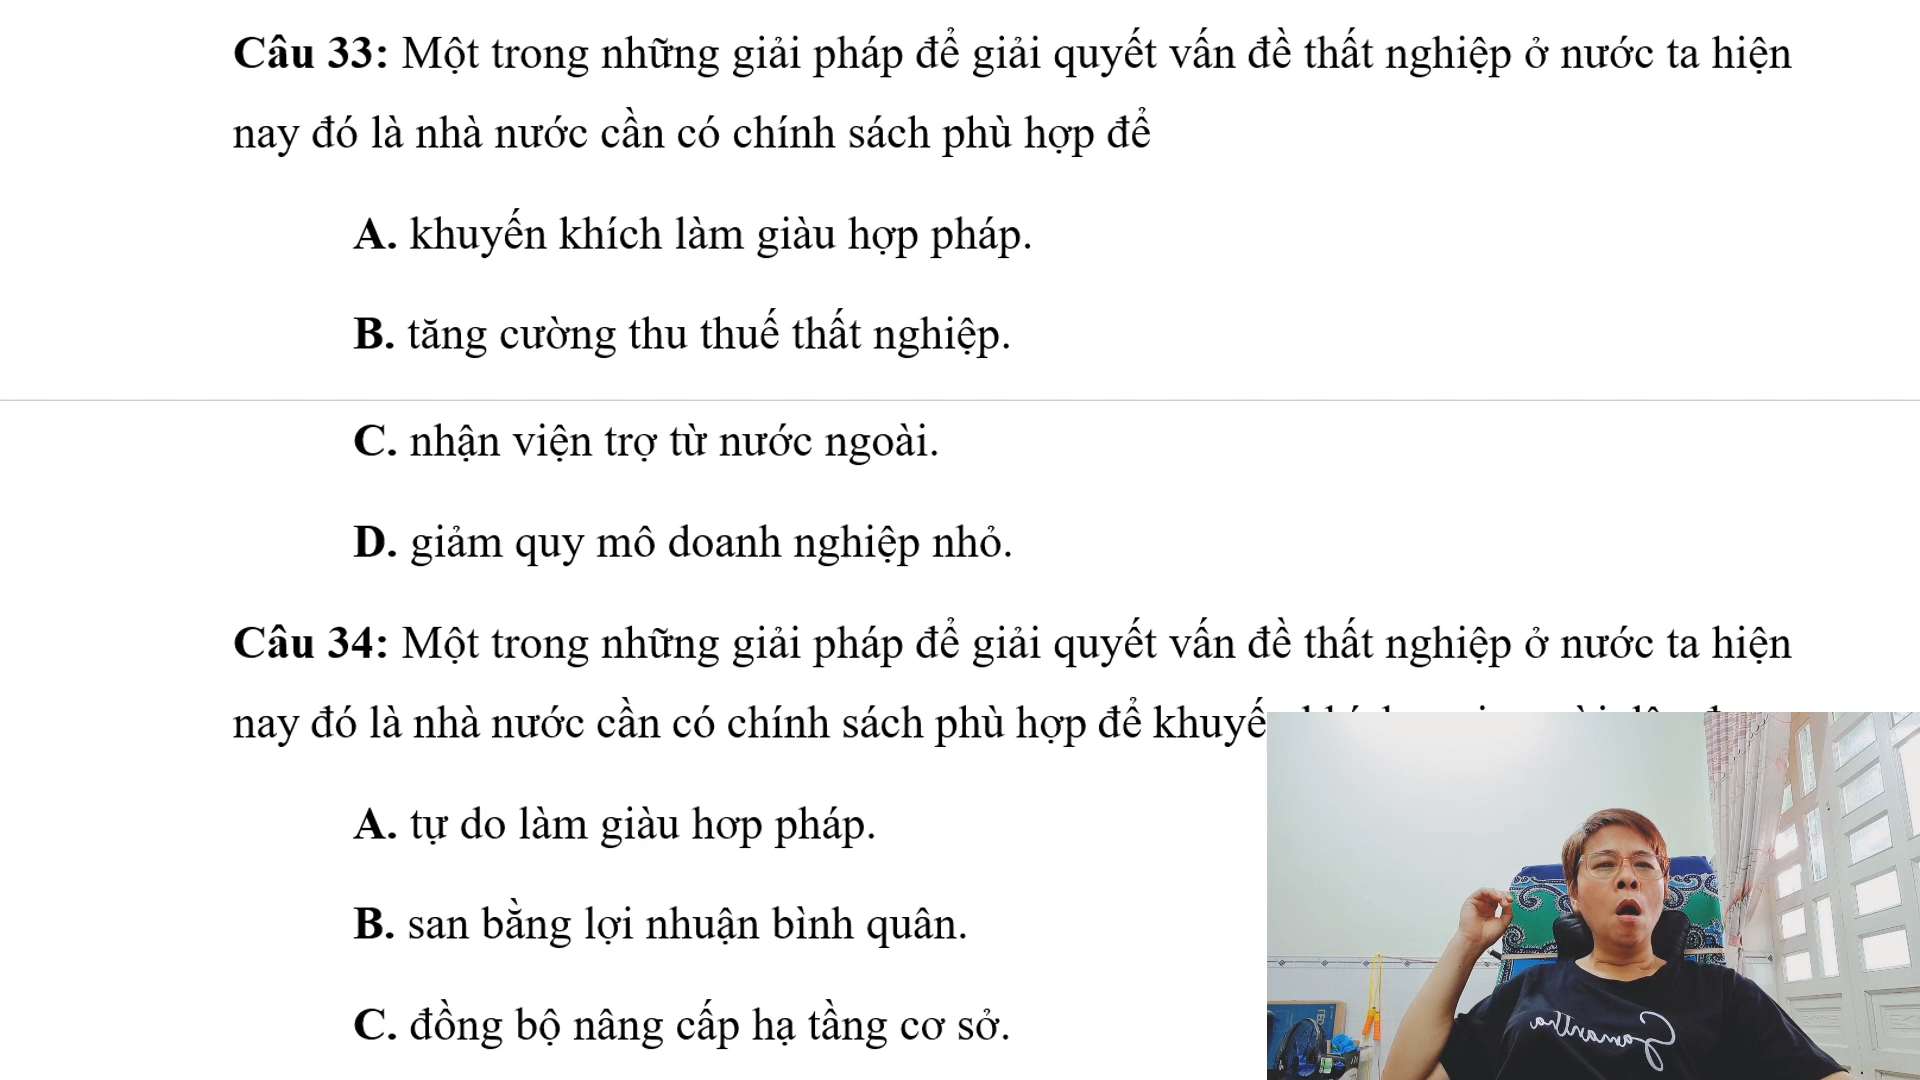 Câu 33: Một trong những giải pháp để giải quyết vấn đề thất nghiệp ở nước ta hiện
nay đó là nhà nước cần có chính sách phù hợp để
A. khuyến khích làm giàu hợp pháp.
B. tăng cường thu thuế thất nghiệp.
C. nhận viện trợ từ nước ngoài.
D. giảm quy mô doanh nghiệp nhỏ.
Câu 34: Một trong những giải pháp để giải quyết vấn đề thất nghiệp ở nước ta hiện
nay đó là nhà nước cần có chính sách phù hợp để
A. tự do làm giàu hơp pháp.
B. san bằng lợi nhuận bình quân.
C. đồng bộ nâng cấp hạ tầng cơ sở.
Samantha